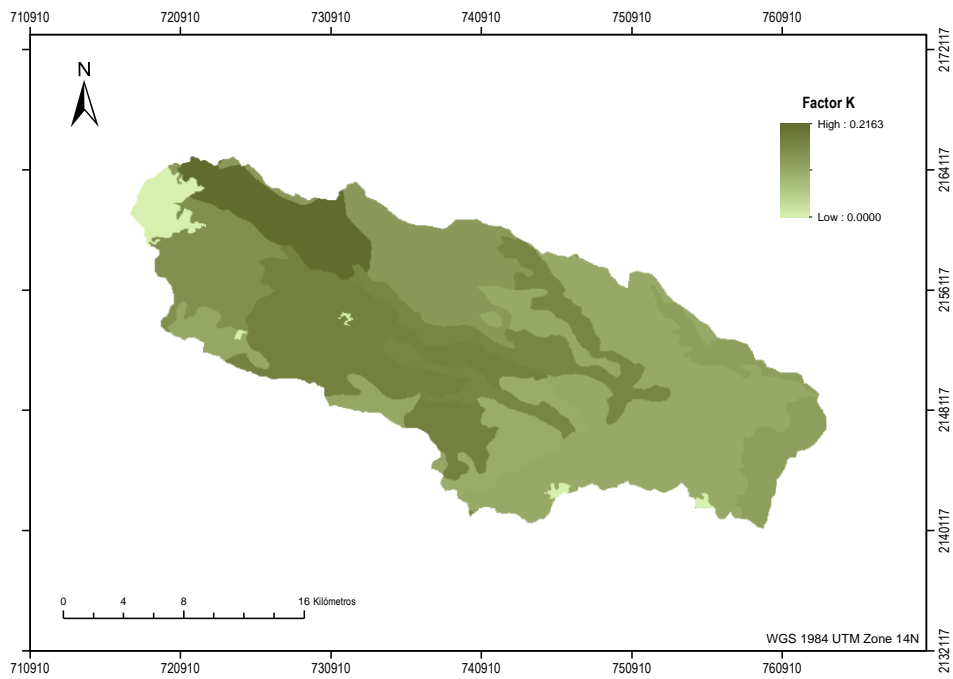 710910 720910 730910 740910 750910 760910
2172117
N
Factor K
High : 0.2163
Low : 0.0000
2164117
2156117
2148117
2140117
0 4 8 16 Kilómetros
WGS 1984 UTM Zone 14N
2132117
710910 720910 730910 740910 750910 760910